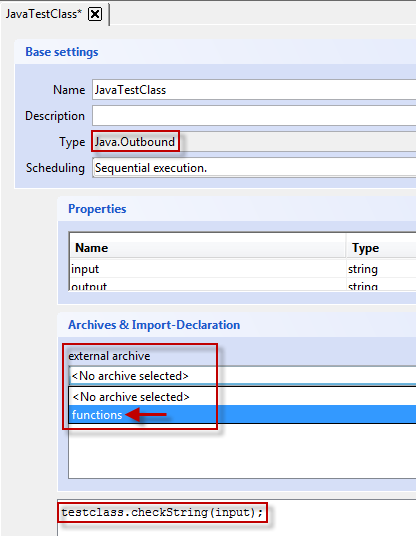 JavaTestClass*
Base settings
Name JavaTestClass
Description
Type Java.Outbound
Scheduling Sequential execution.
Properties
Name Type
input string
output string
Archives & Import-Declaration
external archive
<No archive selected>
<No archive selected>
functions
testclass.checkString(input);